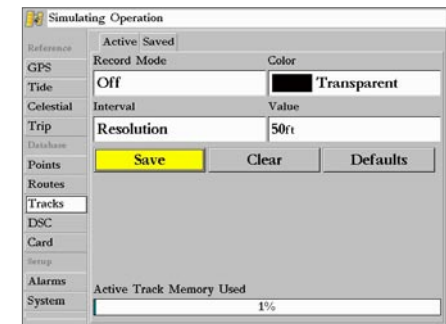 Simulating Operation
Reference
GPS
Tide
Celestial
Trip
Database
Points
Routes
Tracks
DSC
Card
Setup
Alarms
System
Active Saved
Record Mode Color
Off Transparent
Interval Value
Resolution 50ft
Save Clear Defaults
Active Track Memory Used
1%